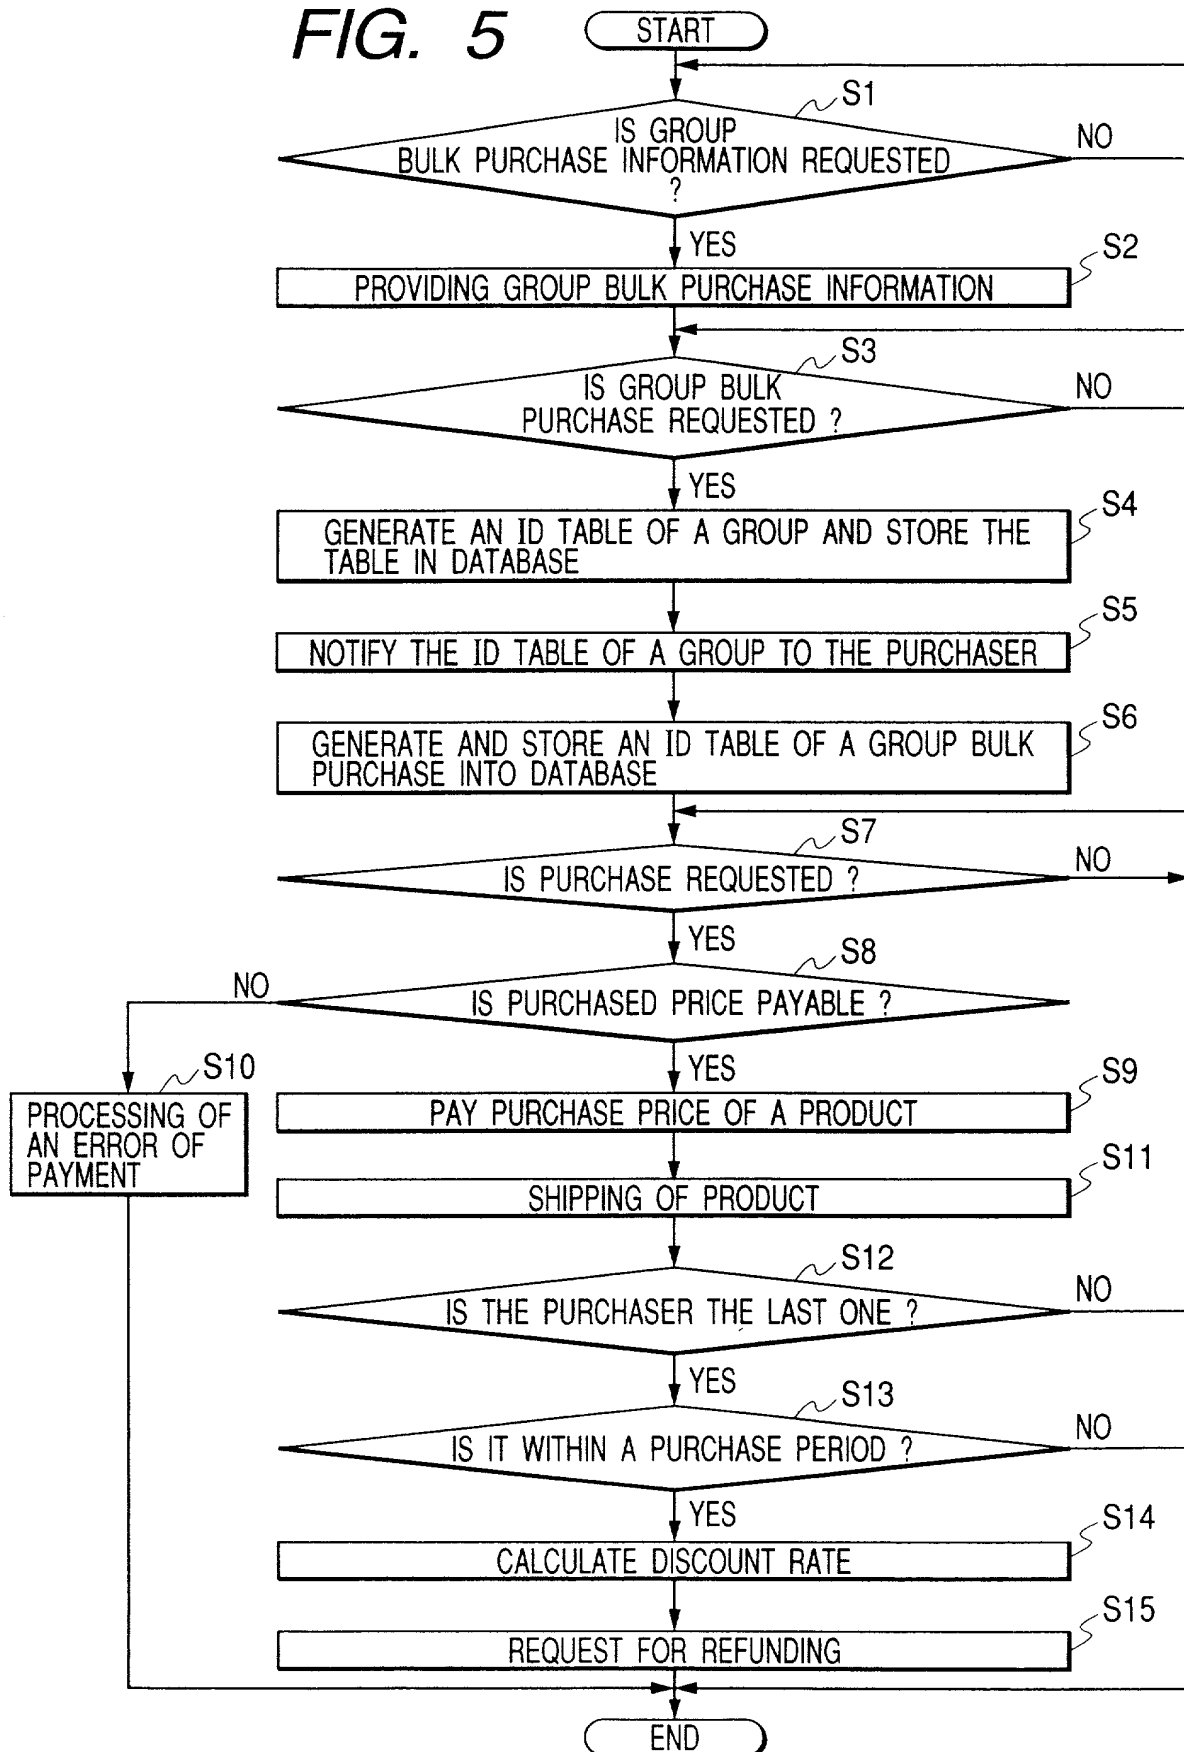 FIG. 5
START
S1
IS GROUP
BULK PURCHASE INFORMATION REQUESTED
?
NO
YES
S2
PROVIDING GROUP BULK PURCHASE INFORMATION
S3
IS GROUP BULK
PURCHASE REQUESTED ?
NO
YES
S4
GENERATE AN ID TABLE OF A GROUP AND STORE THE
TABLE IN DATABASE
S5
NOTIFY THE ID TABLE OF A GROUP TO THE PURCHASER
S6
GENERATE AND STORE AN ID TABLE OF A GROUP BULK
PURCHASE INTO DATABASE
S7
IS PURCHASE REQUESTED ?
NO
YES
S8
NO
IS PURCHASED PRICE PAYABLE ?
YES
S10
PROCESSING OF
AN ERROR OF
PAYMENT
S9
PAY PURCHASE PRICE OF A PRODUCT
S11
SHIPPING OF PRODUCT
S12
IS THE PURCHASER THE LAST ONE ?
NO
YES
S13
IS IT WITHIN A PURCHASE PERIOD ?
NO
YES
S14
CALCULATE DISCOUNT RATE
S15
REQUEST FOR REFUNDING
END